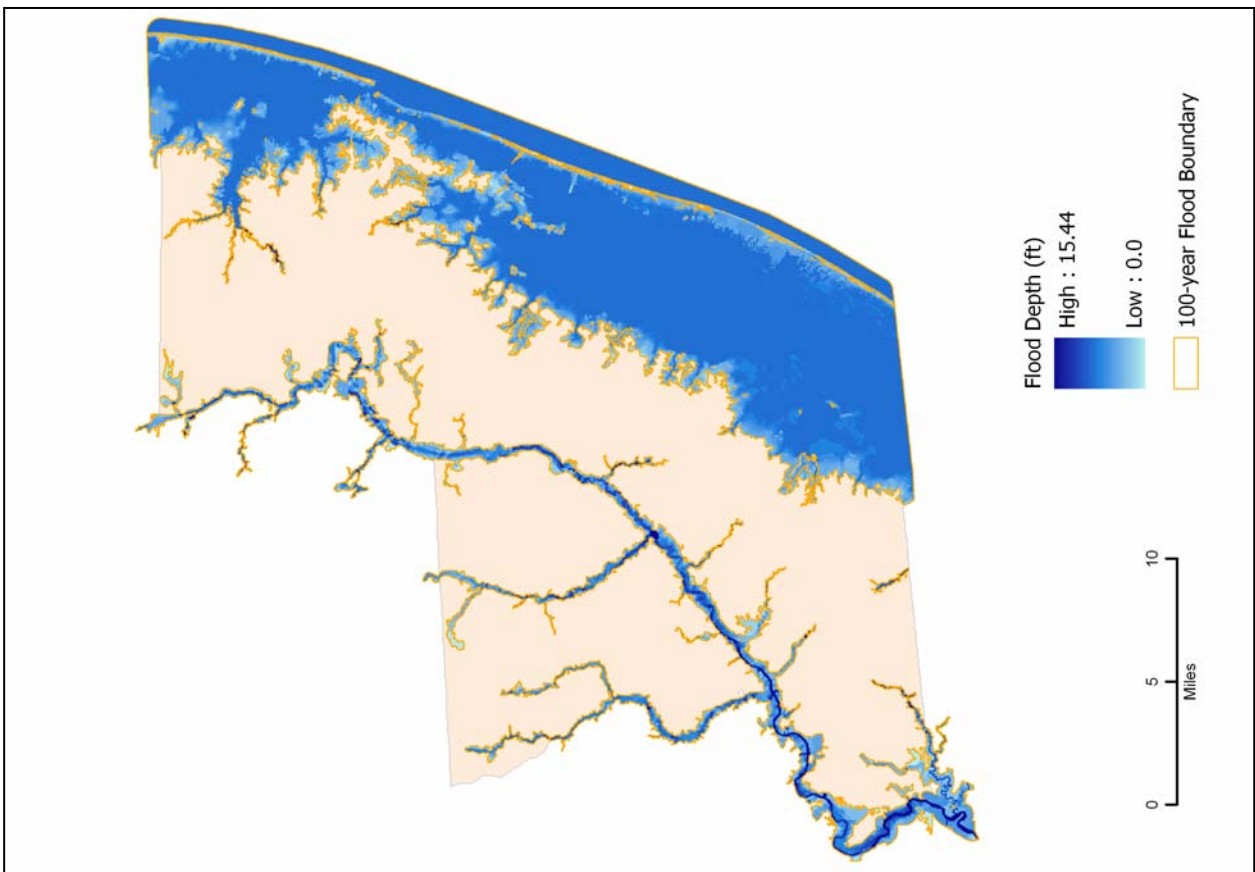 Flood Depth (ft)
High : 15.44
Low : 0.0
100-year Flood Boundary
0
5
10
Miles